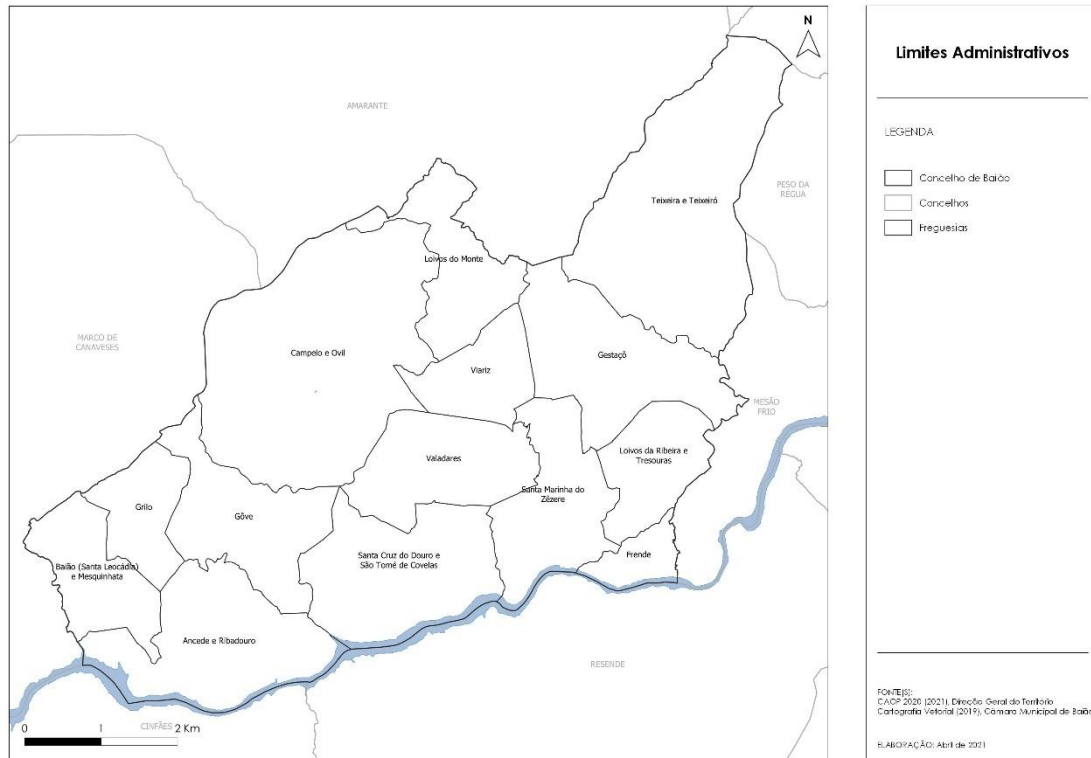 N
AMARANTE
Teixeira e Teixeiró
PESO DA
RÉGUA
Loivos do Monte
MARCO DE
CANAVESES
Campelo e Ovil
Viariz
Gestaçô
MESÃO
FRIO
Valadares
Loivos da Ribeira e
Tresouras
Santa Marinha do
Zêzere
Grilo
Gôve
Frende
Santa Cruz do Douro e
São Tomé de Covelas
Baião (Santa Leocádia)
e Mesquinhata
Ancede e Ribadouro
RESENDE
CINFÃES
0 1 2 Km
Limites Administrativos
LEGENDA
Concelho de Baião
Concelhos
Freguesias
FONTE(S):
CAOP 2020 (2021), Direção Geral do Território
Cartografia Vetorial (2019), Câmara Municipal de Baião
ELABORAÇÃO: Abril de 2021